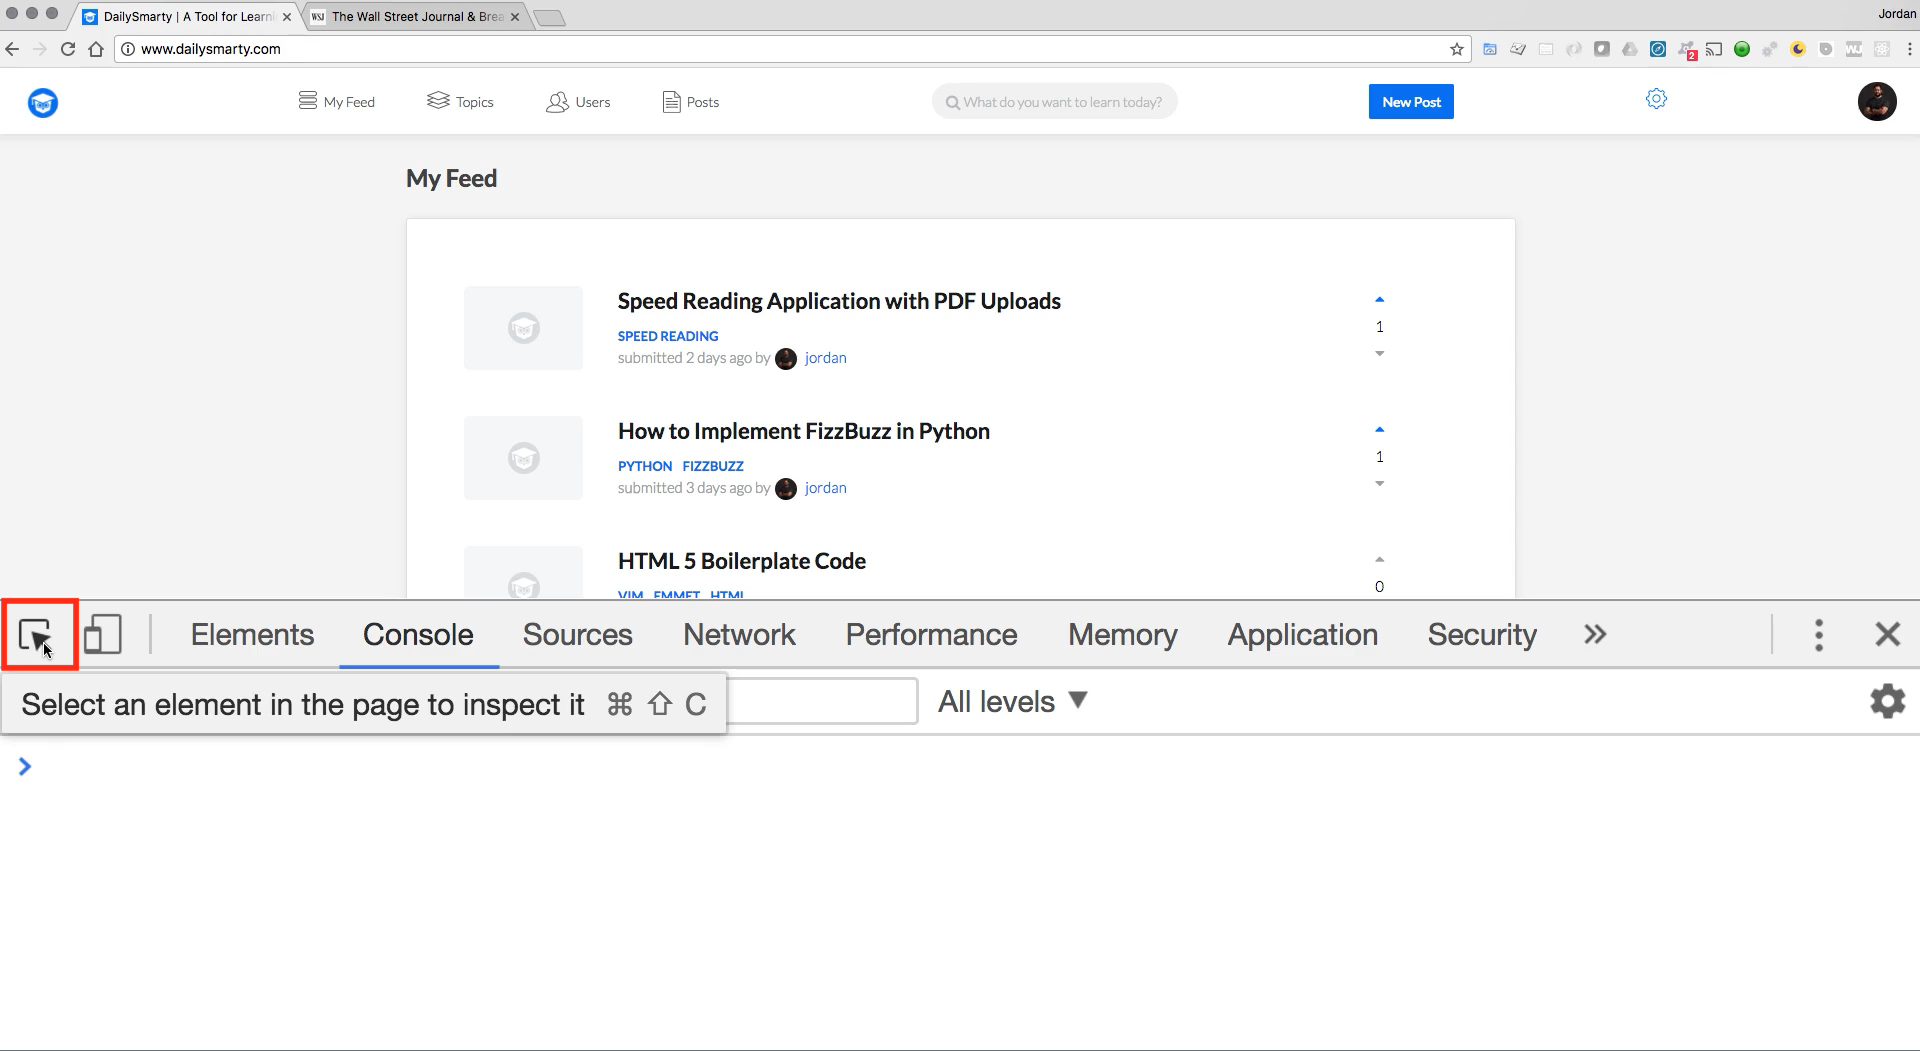 DailySmarty | A Tool for Learni
WSJ The Wall Street Journal & Brea
Jordan
www.dailysmarty.com
2
WJ
My Feed
Topics
Users
Posts
What do you want to learn today?
New Post
My Feed
Speed Reading Application with PDF Uploads
SPEED READING
1
submitted 2 days ago by jordan
How to Implement FizzBuzz in Python
PYTHON FIZZBUZZ
1
submitted 3 days ago by jordan
HTML 5 Boilerplate Code
0
VIM EMMET HTML
Elements Console Sources Network Performance Memory Application Security »
Select an element in the page to inspect it ⌘ ⇧ C
All levels ▼